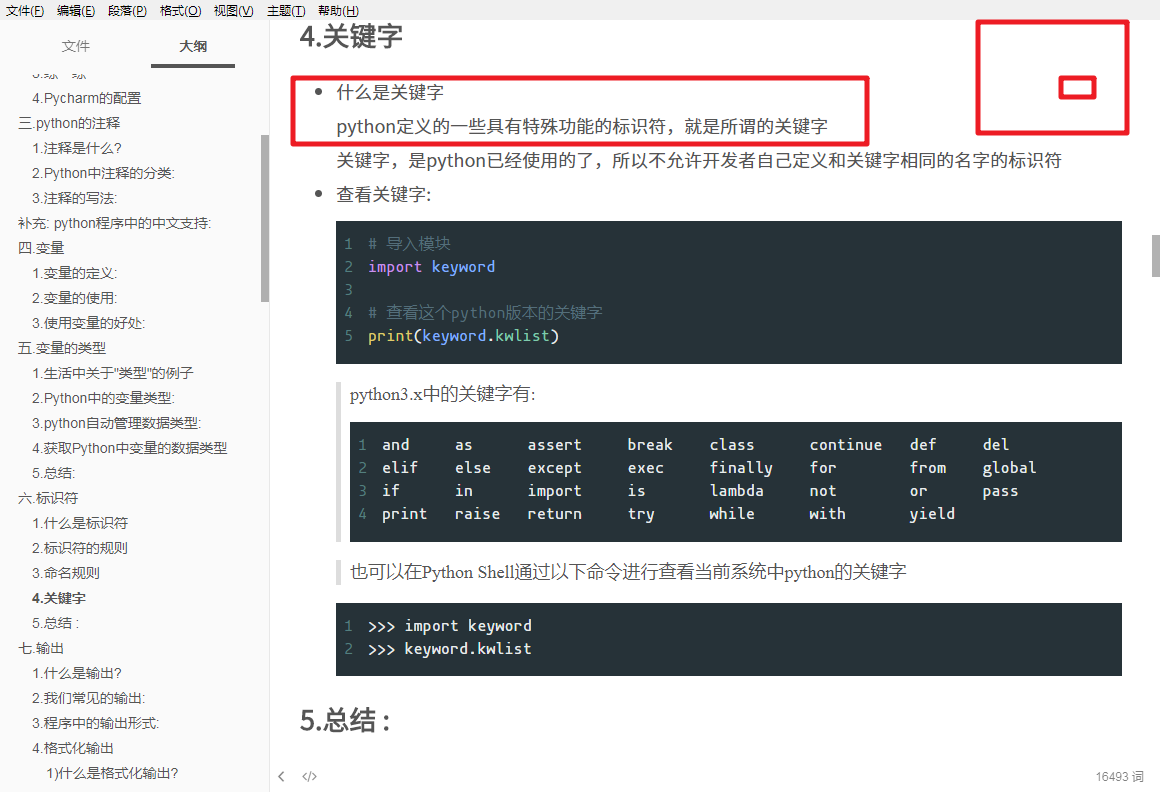 文件(F) 编辑(E) 段落(P) 格式(O) 视图(V) 主题(T) 帮助(H)
文件 大纲
4.Pycharm的配置
三.python的注释
1.注释是什么?
2.Python中注释的分类:
3.注释的写法:
补充: python程序中的中文支持:
四.变量
1.变量的定义:
2.变量的使用:
3.使用变量的好处:
五.变量的类型
1.生活中关于"类型"的例子
2.Python中的变量类型:
3.python自动管理数据类型:
4.获取Python中变量的数据类型
5.总结:
六.标识符
1.什么是标识符
2.标识符的规则
3.命名规则
4.关键字
5.总结 :
七.输出
1.什么是输出?
2.我们常见的输出:
3.程序中的输出形式:
4.格式化输出
1)什么是格式化输出?
4.关键字
什么是关键字
python定义的一些具有特殊功能的标识符，就是所谓的关键字
关键字，是python已经使用的了，所以不允许开发者自己定义和关键字相同的名字的标识符
查看关键字:
1 # 导入模块
2 import keyword
3
4 # 查看这个python版本的关键字
5 print(keyword.kwlist)
python3.x中的关键字有:
1 and as assert break class continue def del
2 elif else except exec finally for from global
3 if in import is lambda not or pass
4 print raise return try while with yield
也可以在Python Shell通过以下命令进行查看当前系统中python的关键字
1 >>> import keyword
2 >>> keyword.kwlist
5.总结 :
16493 词